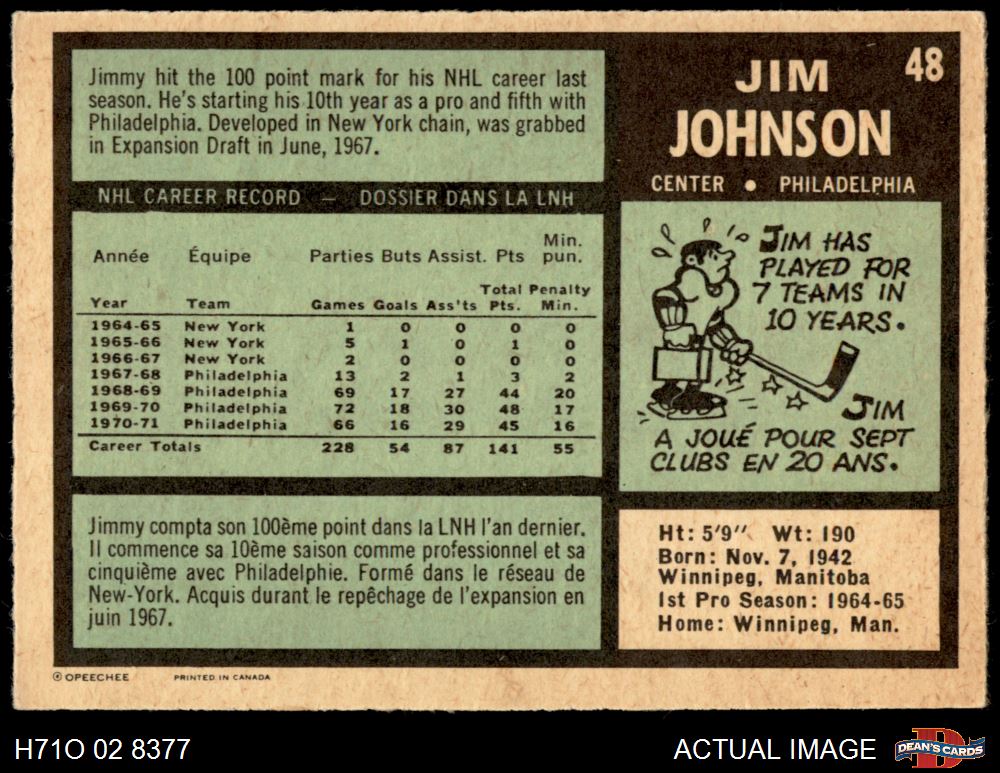 48
JIM
JOHNSON
CENTER • PHILADELPHIA
Jimmy hit the 100 point mark for his NHL career last
season. He's starting his 10th year as a pro and fifth with
Philadelphia. Developed in New York chain, was grabbed
in Expansion Draft in June, 1967.
NHL CAREER RECORD — DOSSIER DANS LA LNH
Année Équipe Parties Buts Assist. Pts Min. pun.
Year Team Games Goals Ass'ts Total Pts. Penalty Min.
1964-65 New York 1 0 0 0 0
1965-66 New York 5 1 0 1 0
1966-67 New York 2 0 0 0 0
1967-68 Philadelphia 13 2 1 3 2
1968-69 Philadelphia 69 17 27 44 20
1969-70 Philadelphia 72 18 30 48 17
1970-71 Philadelphia 66 16 29 45 16
Career Totals 228 54 87 141 55
Jimmy compta son 100ème point dans la LNH l'an dernier.
Il commence sa 10ème saison comme professionnel et sa
cinquième avec Philadelphie. Formé dans le réseau de
New-York. Acquis durant le repêchage de l'expansion en
juin 1967.
JIM HAS
PLAYED FOR
7 TEAMS IN
10 YEARS.
JIM
A JOUÉ POUR SEPT
CLUBS EN 20 ANS.
Ht: 5'9" Wt: 190
Born: Nov. 7, 1942
Winnipeg, Manitoba
1st Pro Season: 1964-65
Home: Winnipeg, Man.
© OPEECHEE PRINTED IN CANADA
H71O 02 8377
ACTUAL IMAGE
D
DEAN'S CARDS